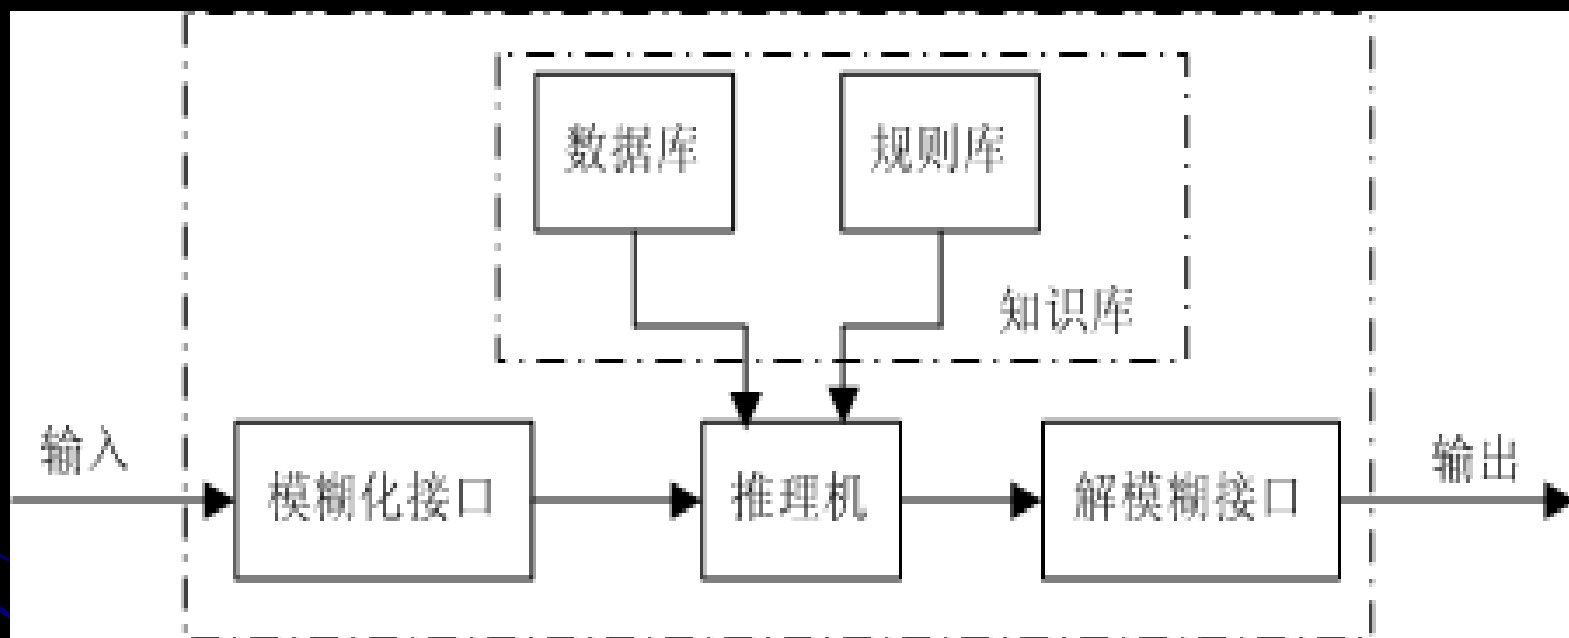 数据库
规则库
知识库
输入
模糊化接口
推理机
解模糊接口
输出